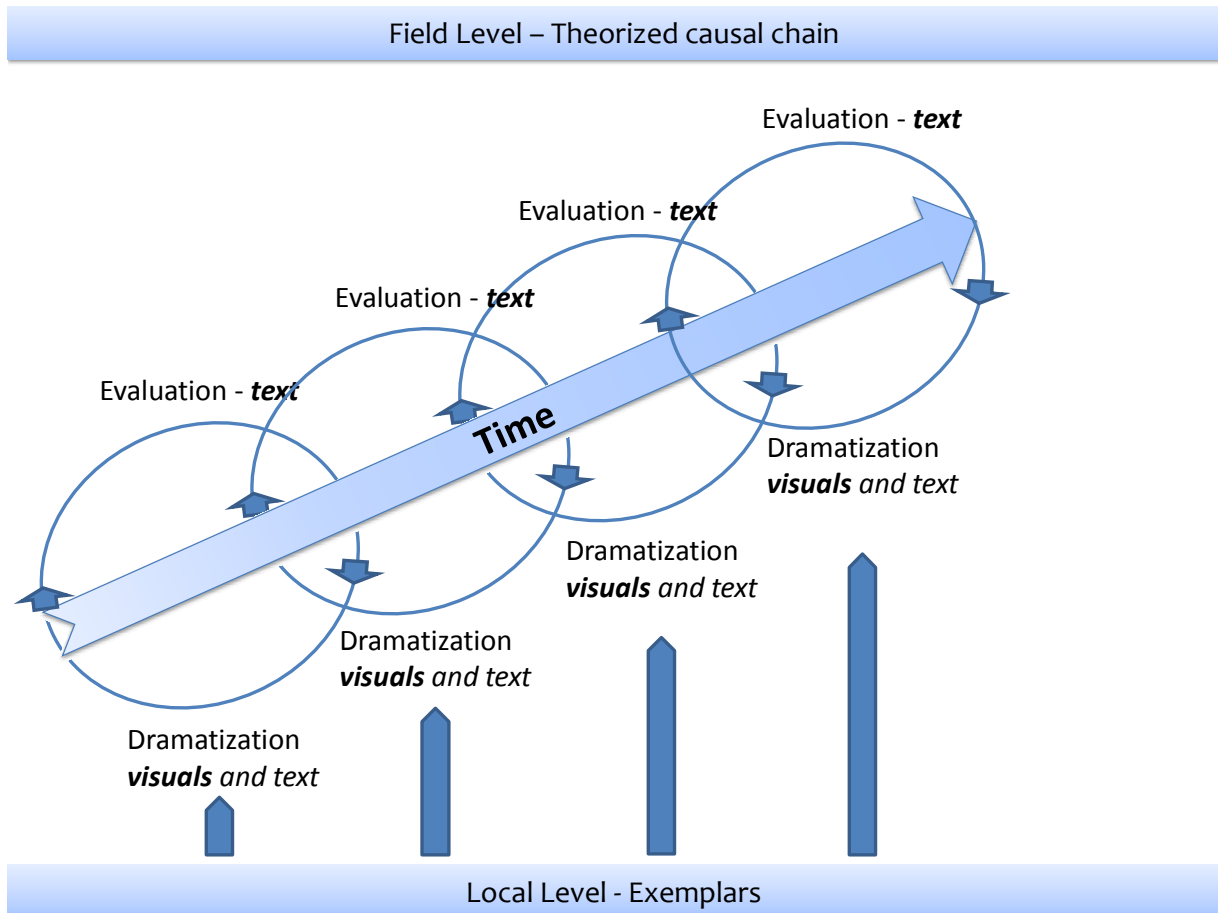 Field Level – Theorized causal chain
Evaluation - text
Evaluation - text
Evaluation - text
Evaluation - text
Time
Dramatization
visuals and text
Dramatization
visuals and text
Dramatization
visuals and text
Dramatization
visuals and text
Local Level - Exemplars